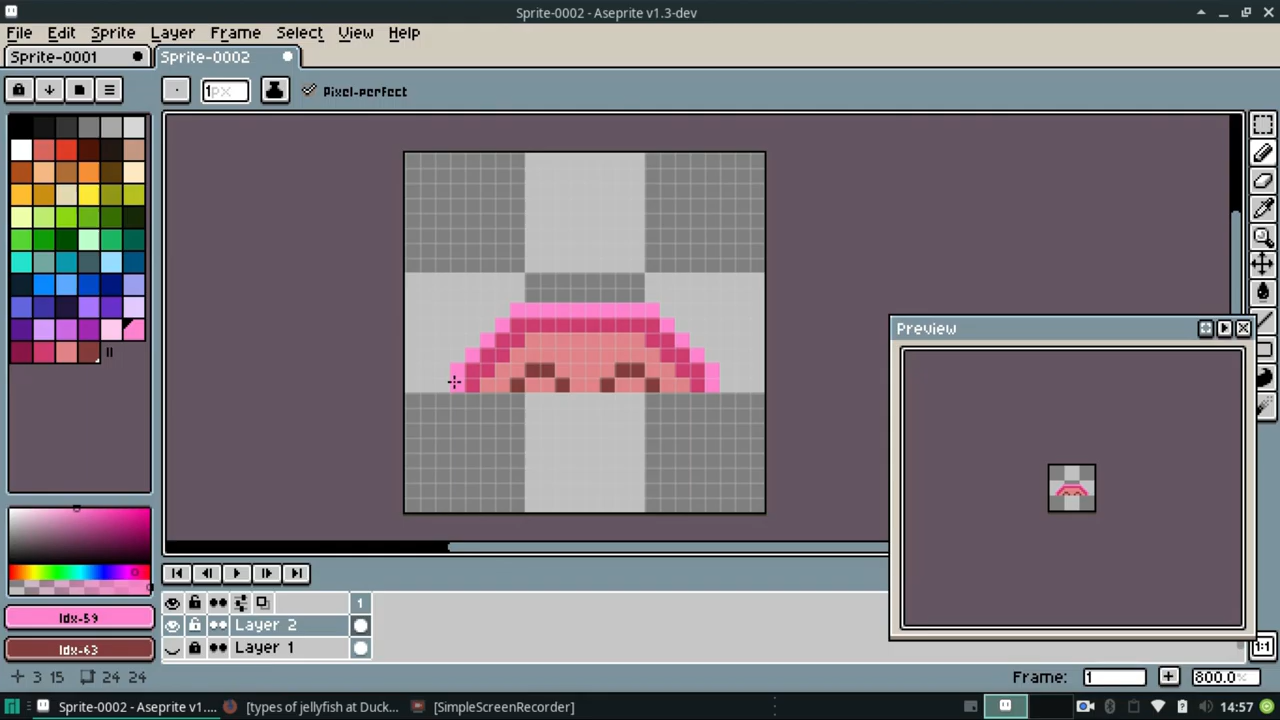 Sprite-0002 - Aseprite v1.3-dev
File Edit Sprite Layer Frame Select View Help
Sprite-0001 Sprite-0002
1px Pixel-perfect
Preview
Idx-59
Idx-63
1
Layer 2
Layer 1
1:1
3 15 24 24 Frame: 1 800.0%
Sprite-0002 - Aseprite v1.... [types of jellyfish at Duck... [SimpleScreenRecorder] 14:57